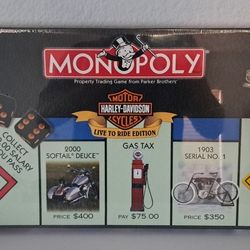 MONOPOLY
Property Trading Game from Parker Brothers
MOTOR
HARLEY-DAVIDSON
CYCLES
LIVE TO RIDE EDITION
COLLECT
SALARY
YOU PASS
2000
SOFTAIL DEUCE
PRICE $400
GAS TAX
PAY $75.00
1903
SERIAL NO. 1
PRICE $350